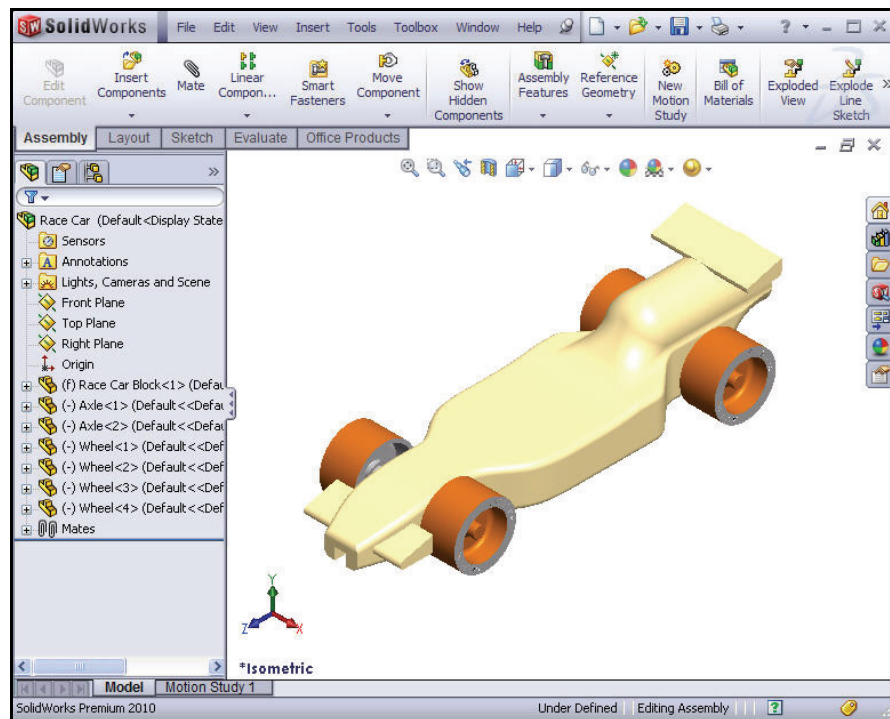 SolidWorks File Edit View Insert Tools Toolbox Window Help ?
Edit Component
Insert Components
Mate
Linear Compon...
Smart Fasteners
Move Component
Show Hidden Components
Assembly Features
Reference Geometry
New Motion Study
Bill of Materials
Exploded View
Explode Line Sketch
Assembly Layout Sketch Evaluate Office Products
Race Car (Default<Display State
Sensors
Annotations
Lights, Cameras and Scene
Front Plane
Top Plane
Right Plane
Origin
(f) Race Car Block<1> (Defau
(-) Axle<1> (Default<<Defau
(-) Axle<2> (Default<<Defau
(-) Wheel<1> (Default<<Def
(-) Wheel<2> (Default<<Def
(-) Wheel<3> (Default<<Def
(-) Wheel<4> (Default<<Def
Mates
Y
Z X
*Isometric
Model Motion Study 1
SolidWorks Premium 2010 Under Defined Editing Assembly ?